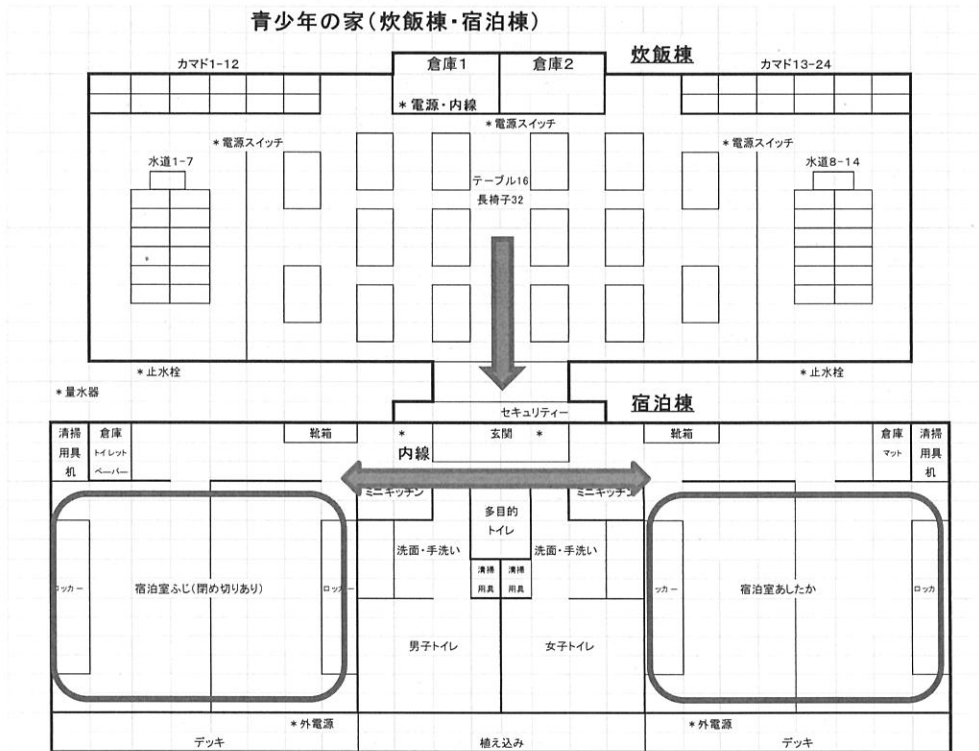 青少年の家(炊飯棟・宿泊棟)
炊飯棟
カマド1-12
倉庫1
倉庫2
カマド13-24
*電源・内線
*電源スイッチ
*電源スイッチ
*電源スイッチ
水道1-7
テーブル16
長椅子32
水道8-14
*止水栓
*止水栓
*量水器
セキュリティー
宿泊棟
清掃
用具
机
倉庫
トイレット
ペーパー
靴箱
*
内線
玄関
*
靴箱
倉庫
マット
清掃
用具
机
ミニキッチン
多目的
トイレ
ミニキッチン
洗面・手洗い
洗面・手洗い
清掃
用具
清掃
用具
ロッカー
宿泊室ふじ(閉め切りあり)
ロッカー
ッカー
宿泊室あしたか
ロッカ
男子トイレ
女子トイレ
*外電源
*外電源
デッキ
植え込み
デッキ